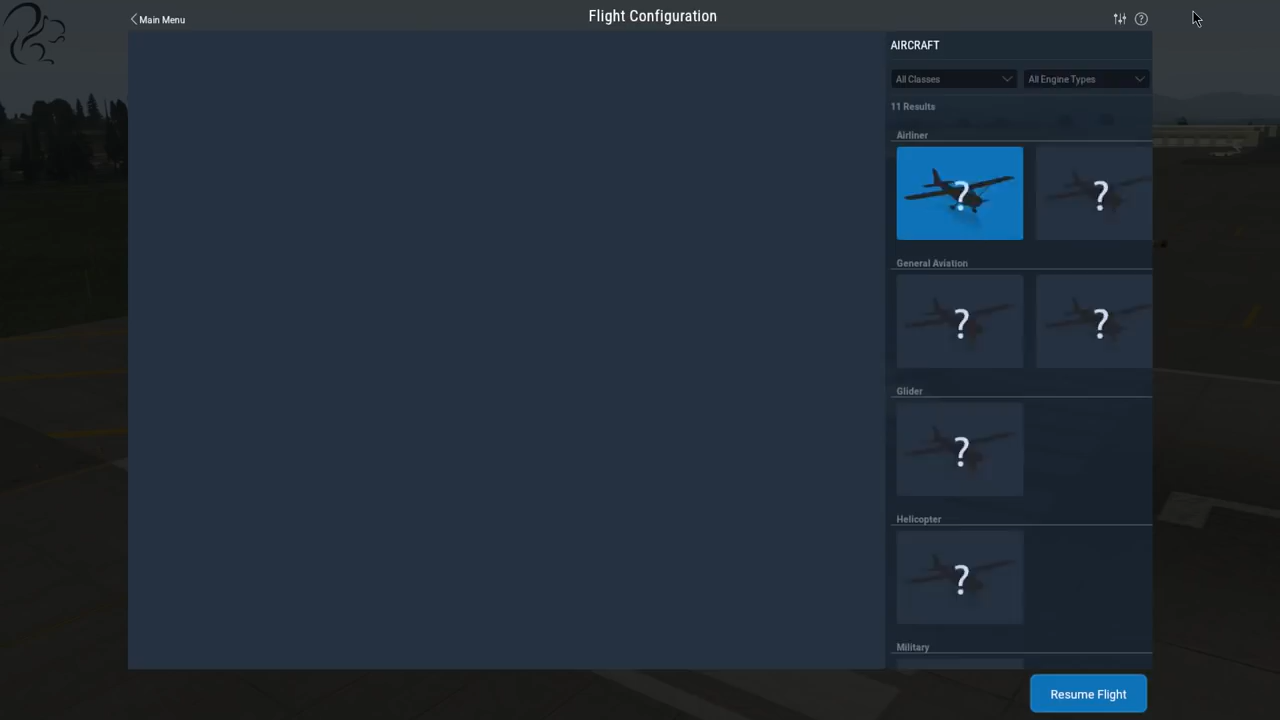 Main Menu
Flight Configuration
AIRCRAFT
All Classes
All Engine Types
11 Results
Airliner
?
?
General Aviation
?
?
Glider
?
Helicopter
?
Military
Resume Flight